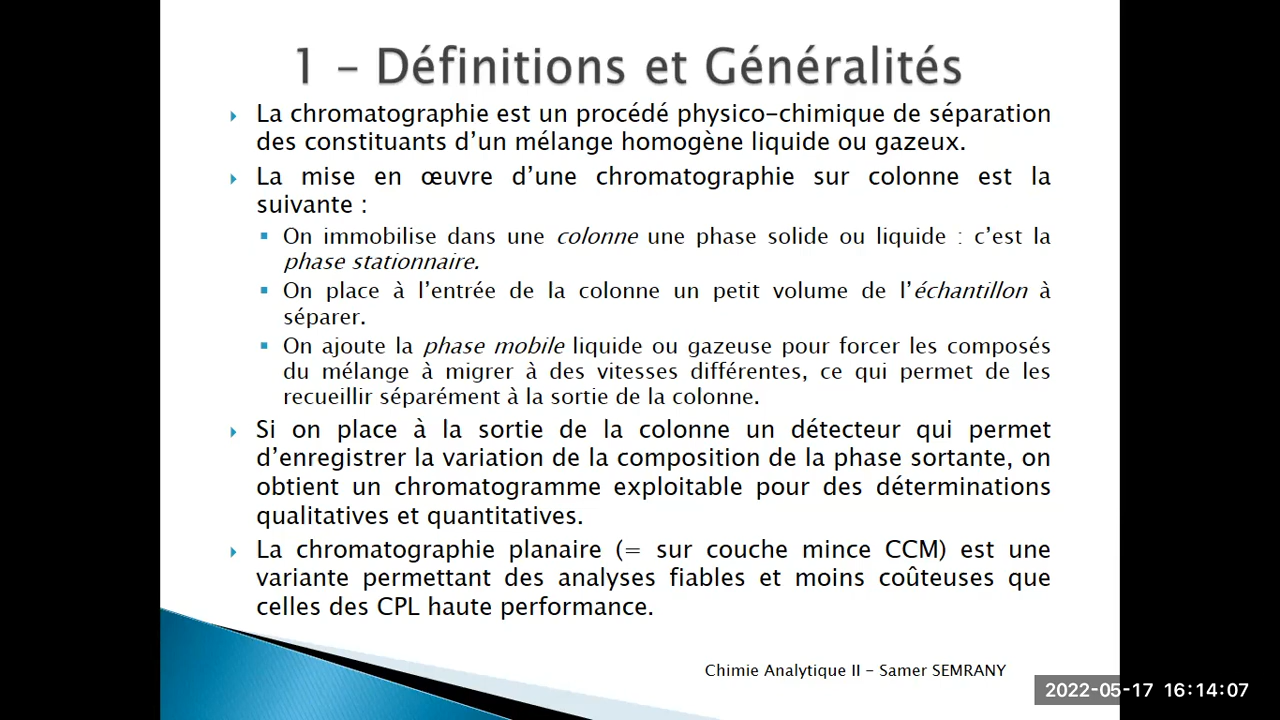 1 – Définitions et Généralités
La chromatographie est un procédé physico-chimique de séparation
des constituants d’un mélange homogène liquide ou gazeux.
La mise en œuvre d’une chromatographie sur colonne est la
suivante :
On immobilise dans une colonne une phase solide ou liquide : c’est la
phase stationnaire.
On place à l’entrée de la colonne un petit volume de l’échantillon à
séparer.
On ajoute la phase mobile liquide ou gazeuse pour forcer les composés
du mélange à migrer à des vitesses différentes, ce qui permet de les
recueillir séparément à la sortie de la colonne.
Si on place à la sortie de la colonne un détecteur qui permet
d’enregistrer la variation de la composition de la phase sortante, on
obtient un chromatogramme exploitable pour des déterminations
qualitatives et quantitatives.
La chromatographie planaire (= sur couche mince CCM) est une
variante permettant des analyses fiables et moins coûteuses que
celles des CPL haute performance.
Chimie Analytique II – Samer SEMRANY
2022-05-17 16:14:07